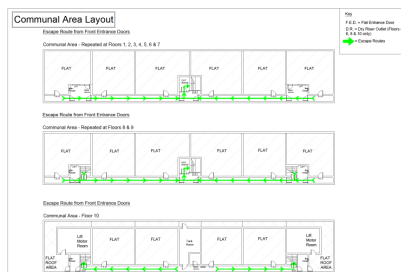 Communal Area Layout
Escape Route from Front Entrance Doors
Communal Area - Repeated at Floors 1, 2, 3, 4, 5, 6 & 7
FLAT FLAT FLAT FLAT FLAT FLAT
Escape Route from Front Entrance Doors
Communal Area - Repeated at Floors 8 & 9
FLAT FLAT FLAT FLAT FLAT FLAT
Escape Route from Front Entrance Doors
Communal Area - Floor 10
Lift Motor Room
FLAT FLAT FLAT
Tank Room
FLAT FLAT
Lift Motor Room
FLAT ROOF AREA
FLAT ROOF AREA
Key
F.E.D. = Flat Entrance Door
D.R. = Dry Riser Outlet (Floors
6, 8 & 10 only)
= Escape Routes